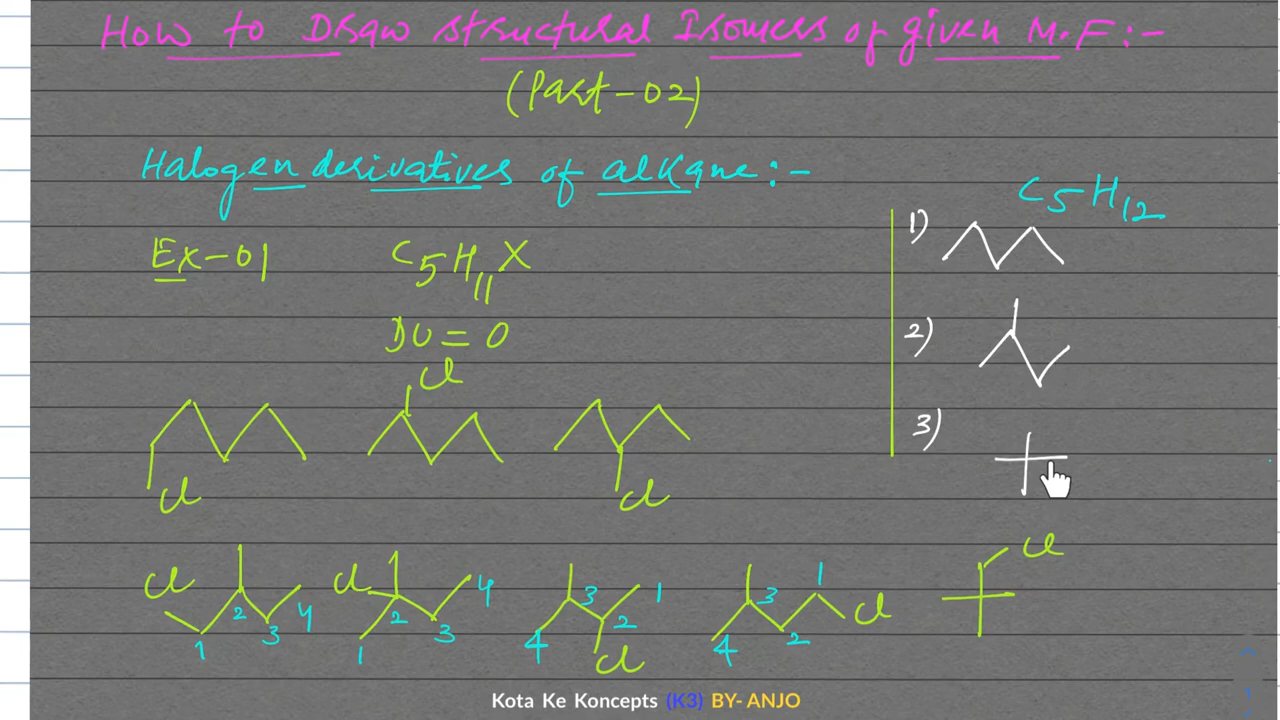 How to Draw structural Isomers of given M.F:-
(Part-02)
Halogen derivatives of alkane:-
C5H12
1)
Ex-01 C5H11X
2)
DU = 0
Cl
3)
Cl Cl
Cl
Cl 2 3 4 1
Cl 2 3 4 1
4 3 2 1 Cl
4 3 2 1 Cl
Kota Ke Koncepts (K3) BY- ANJO